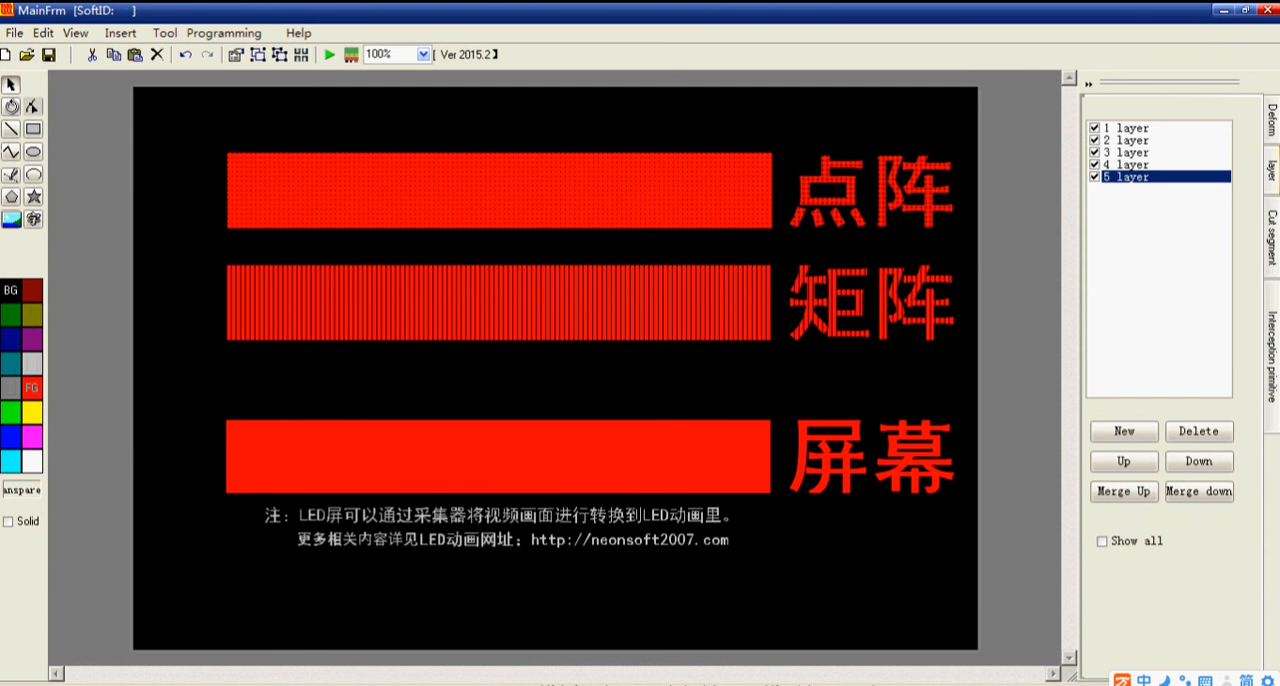 MainFrm [SoftID: ]
File Edit View Insert Tool Programming Help
100% [ Ver 2015.2】
点阵
矩阵
屏幕
注：LED屏可以通过采集器将视频画面进行转换到LED动画里。
更多相关内容详见LED动画网址：http://neonsoft2007.com
BG
FG
anspare
Solid
1 layer
2 layer
3 layer
4 layer
5 layer
New Delete
Up Down
Merge Up Merge down
Show all
Deform
layer
Cut segment
Interception primitive
中 简